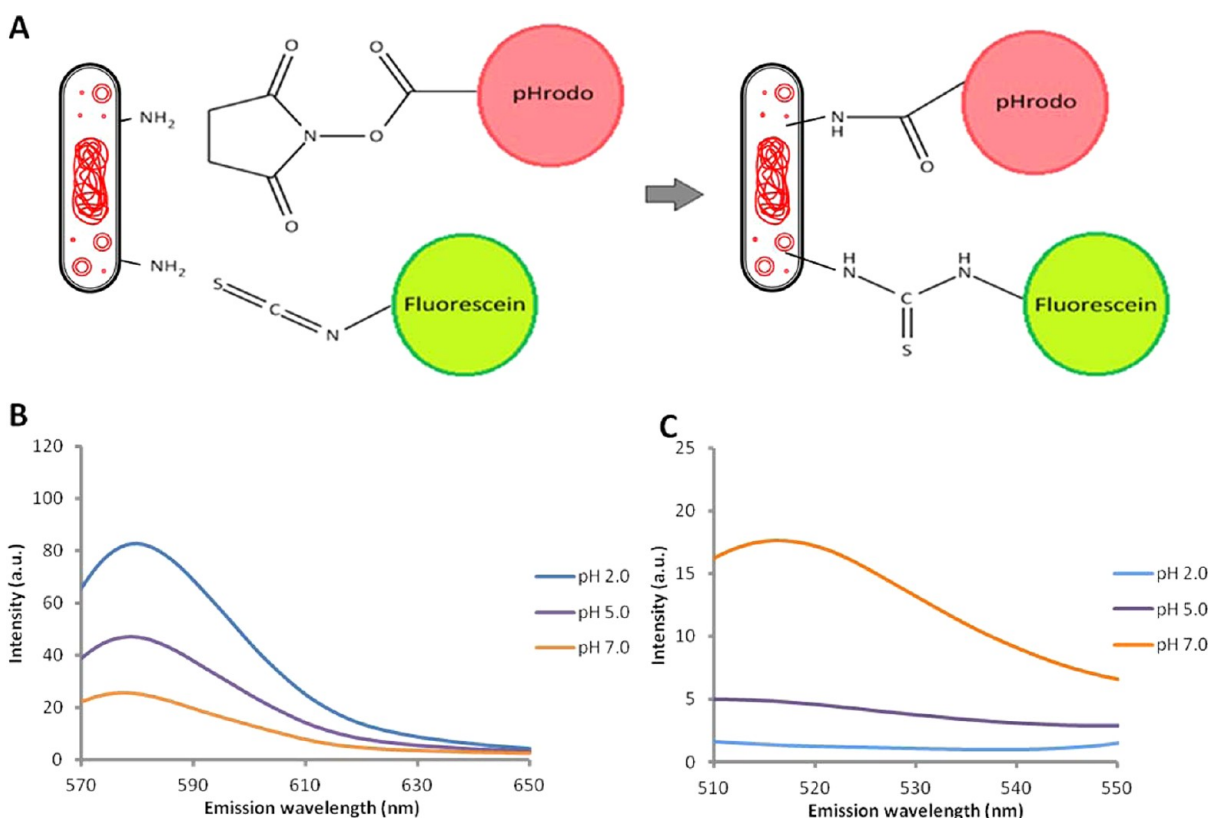 A
NH₂
O
N
O
O
O
pHrodo
NH₂
S
C
N
Fluorescein
N
H
O
pHrodo
H
N
C
S
H
N
Fluorescein
B
120
100
80
60
40
20
0
Intensity (a.u.)
570 590 610 630 650
Emission wavelength (nm)
pH 2.0
pH 5.0
pH 7.0
C
25
20
15
10
5
0
Intensity (a.u.)
510 520 530 540 550
Emission wavelength (nm)
pH 2.0
pH 5.0
pH 7.0